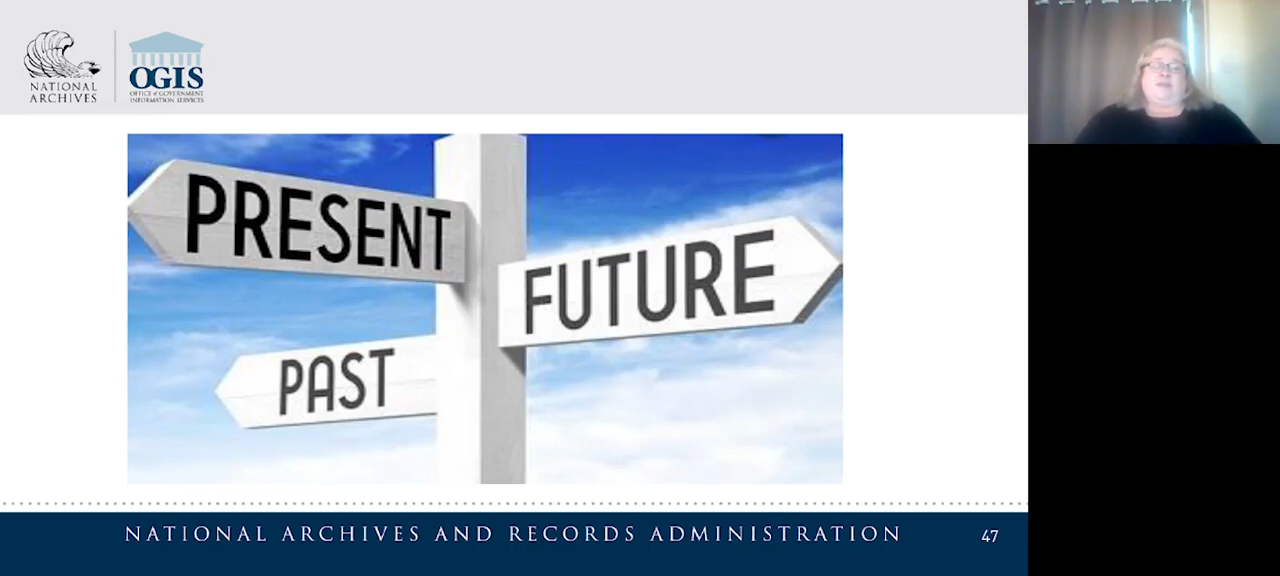 NATIONAL
ARCHIVES
OGIS
OFFICE of GOVERNMENT
INFORMATION SERVICES
PRESENT
FUTURE
PAST
NATIONAL ARCHIVES AND RECORDS ADMINISTRATION
47